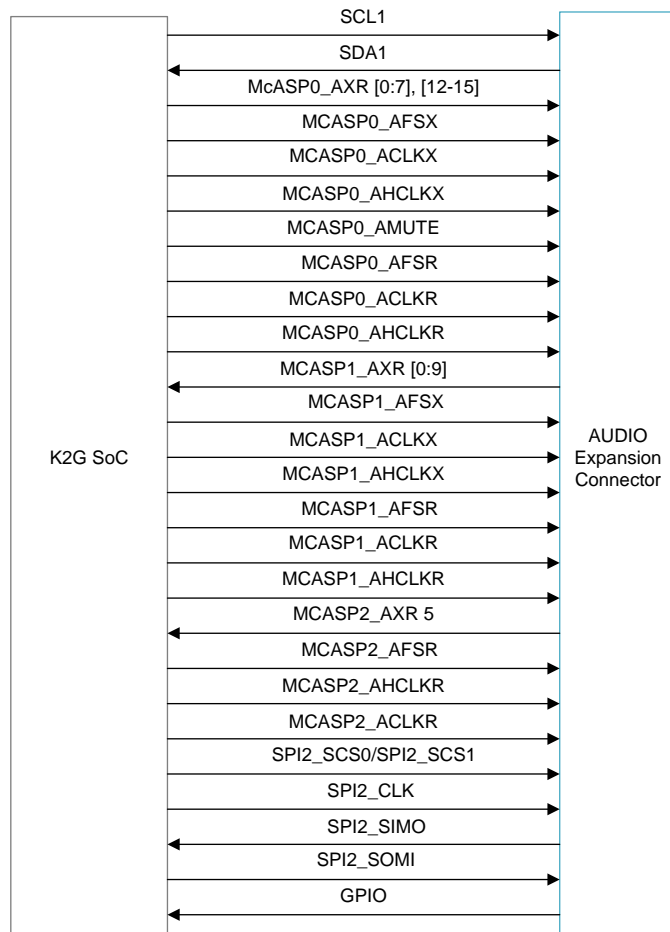 SCL1
SDA1
McASP0_AXR [0:7], [12-15]
MCASP0_AFSX
MCASP0_ACLKX
MCASP0_AHCLKX
MCASP0_AMUTE
MCASP0_AFSR
MCASP0_ACLKR
MCASP0_AHCLKR
MCASP1_AXR [0:9]
MCASP1_AFSX
K2G SoC
MCASP1_ACLKX
MCASP1_AHCLKX
AUDIO
Expansion
Connector
MCASP1_AFSR
MCASP1_ACLKR
MCASP1_AHCLKR
MCASP2_AXR 5
MCASP2_AFSR
MCASP2_AHCLKR
MCASP2_ACLKR
SPI2_SCS0/SPI2_SCS1
SPI2_CLK
SPI2_SIMO
SPI2_SOMI
GPIO